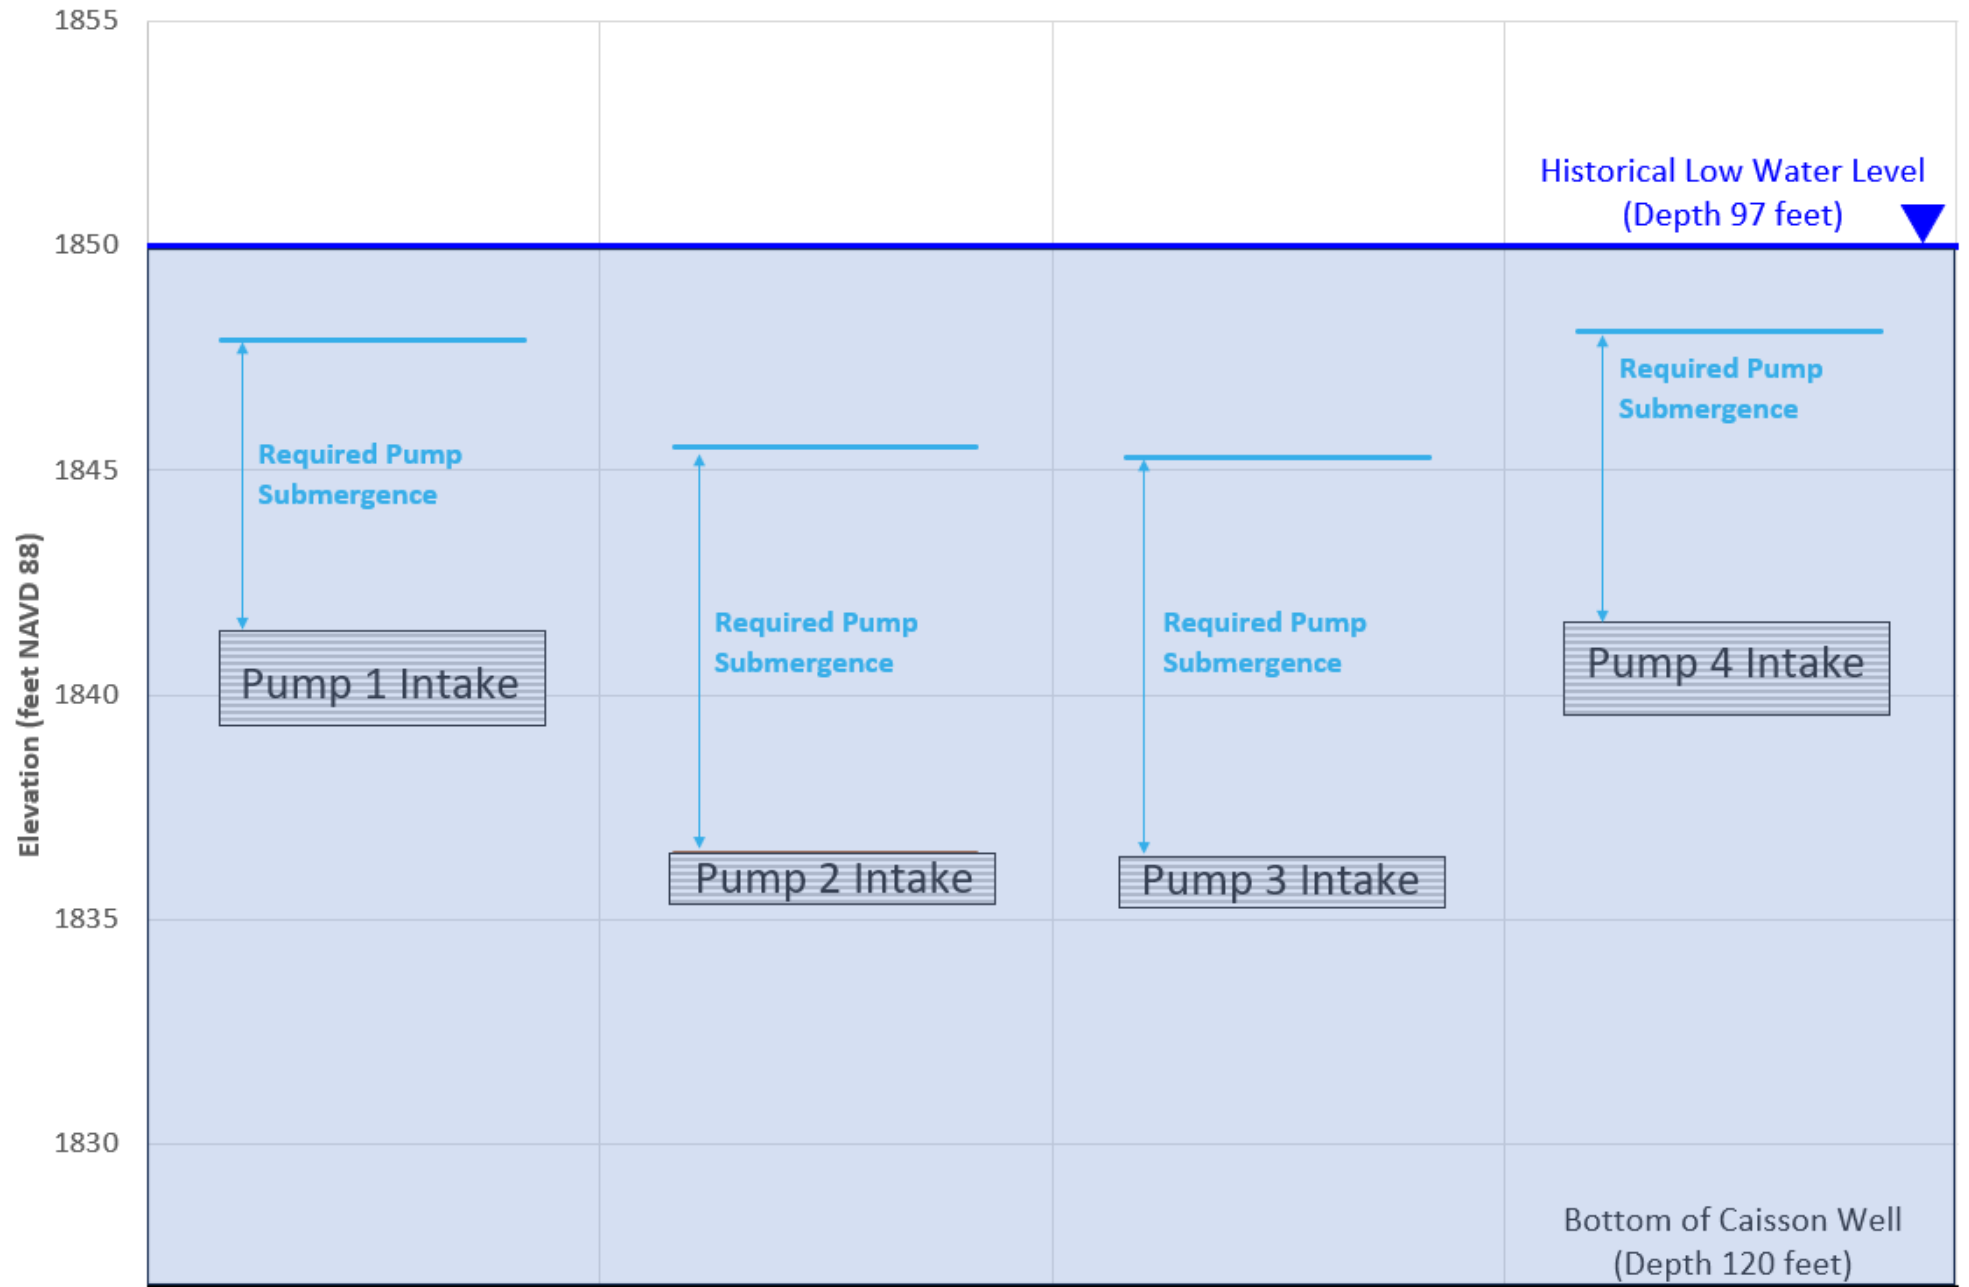 1855
Historical Low Water Level
(Depth 97 feet)
1850
Required Pump
Submergence
Required Pump
Submergence
1845
Required Pump
Submergence
Required Pump
Submergence
Elevation (feet NAVD 88)
Pump 1 Intake
Pump 4 Intake
1840
Pump 2 Intake
Pump 3 Intake
1835
1830
Bottom of Caisson Well
(Depth 120 feet)